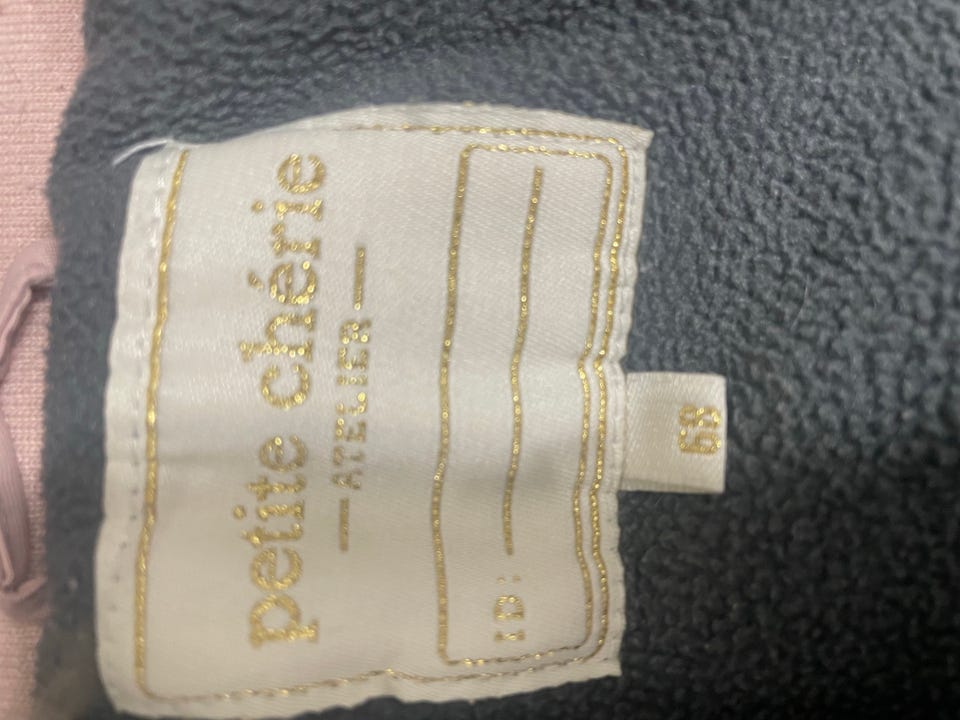 petite chérie
ATELIER
ID:
68